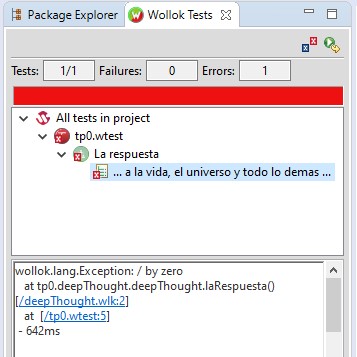 Package Explorer Wollok Tests
Tests: 1/1 Failures: 0 Errors: 1
All tests in project
tp0.wtest
La respuesta
... a la vida, el universo y todo lo demas ...
wollok.lang.Exception: / by zero
at tp0.deepThought.deepThought.laRespuesta()
[/deepThought.wlk:2]
at [/tp0.wtest:5]
- 642ms